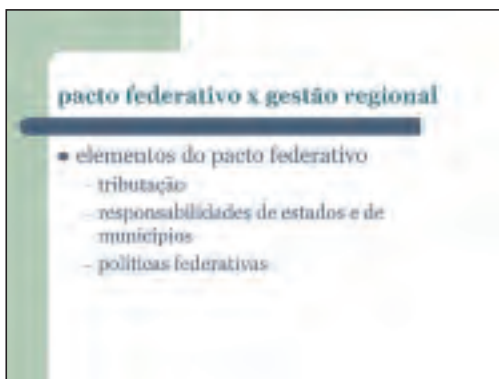 pacto federativo x gestão regional
• elementos do pacto federativo
– tributação
– responsabilidades de estados e de
municípios
– políticas federativas